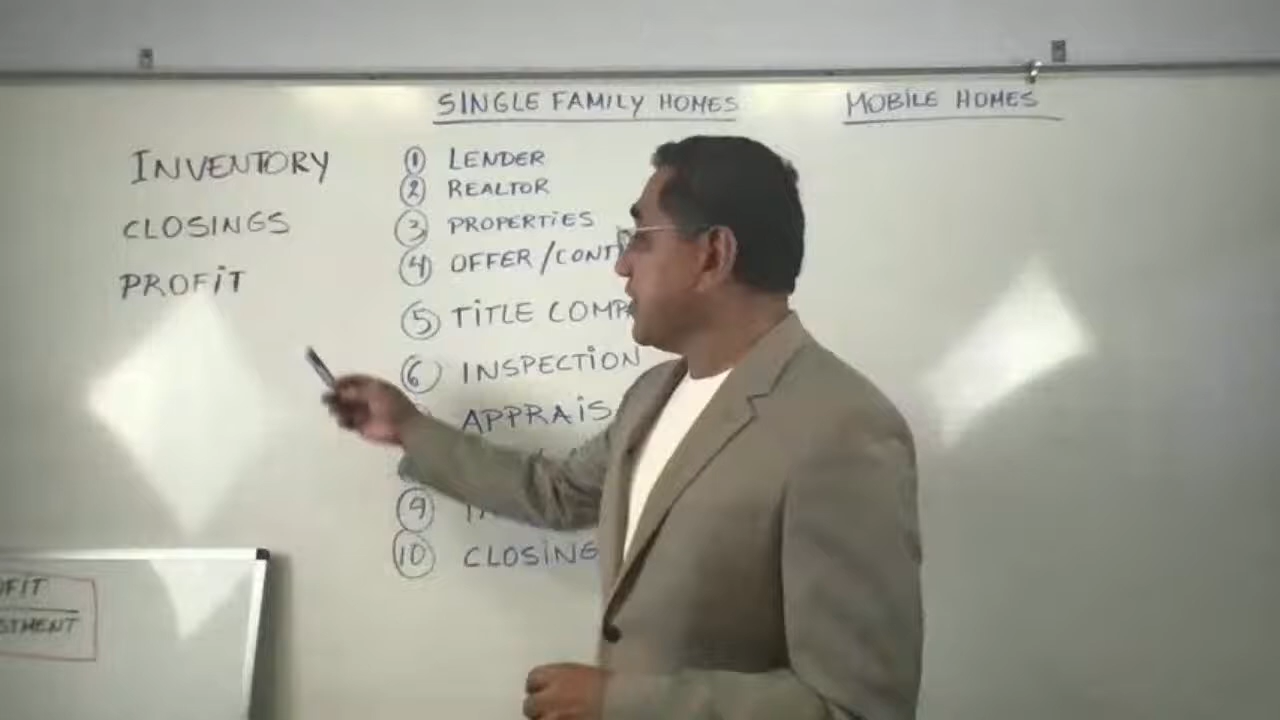 SINGLE FAMILY HOMES
MOBILE HOMES
INVENTORY
CLOSINGS
PROFIT
① LENDER
② REALTOR
③ PROPERTIES
④ OFFER /CONT
⑤ TITLE COMP
⑥ INSPECTION
APPRAIS
⑨
⑩ CLOSING
OFIT
STMENT